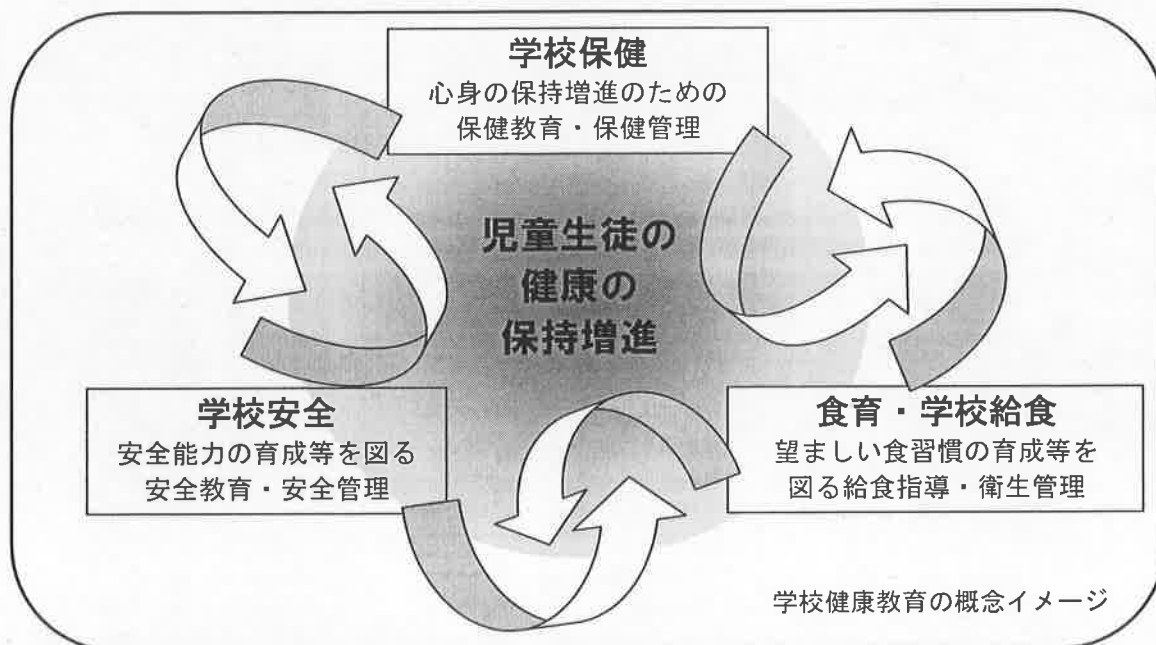 学校保健
心身の保持増進のための
保健教育・保健管理
児童生徒の
健康の
保持増進
学校安全
安全能力の育成等を図る
安全教育・安全管理
食育・学校給食
望ましい食習慣の育成等を
図る給食指導・衛生管理
学校健康教育の概念イメージ